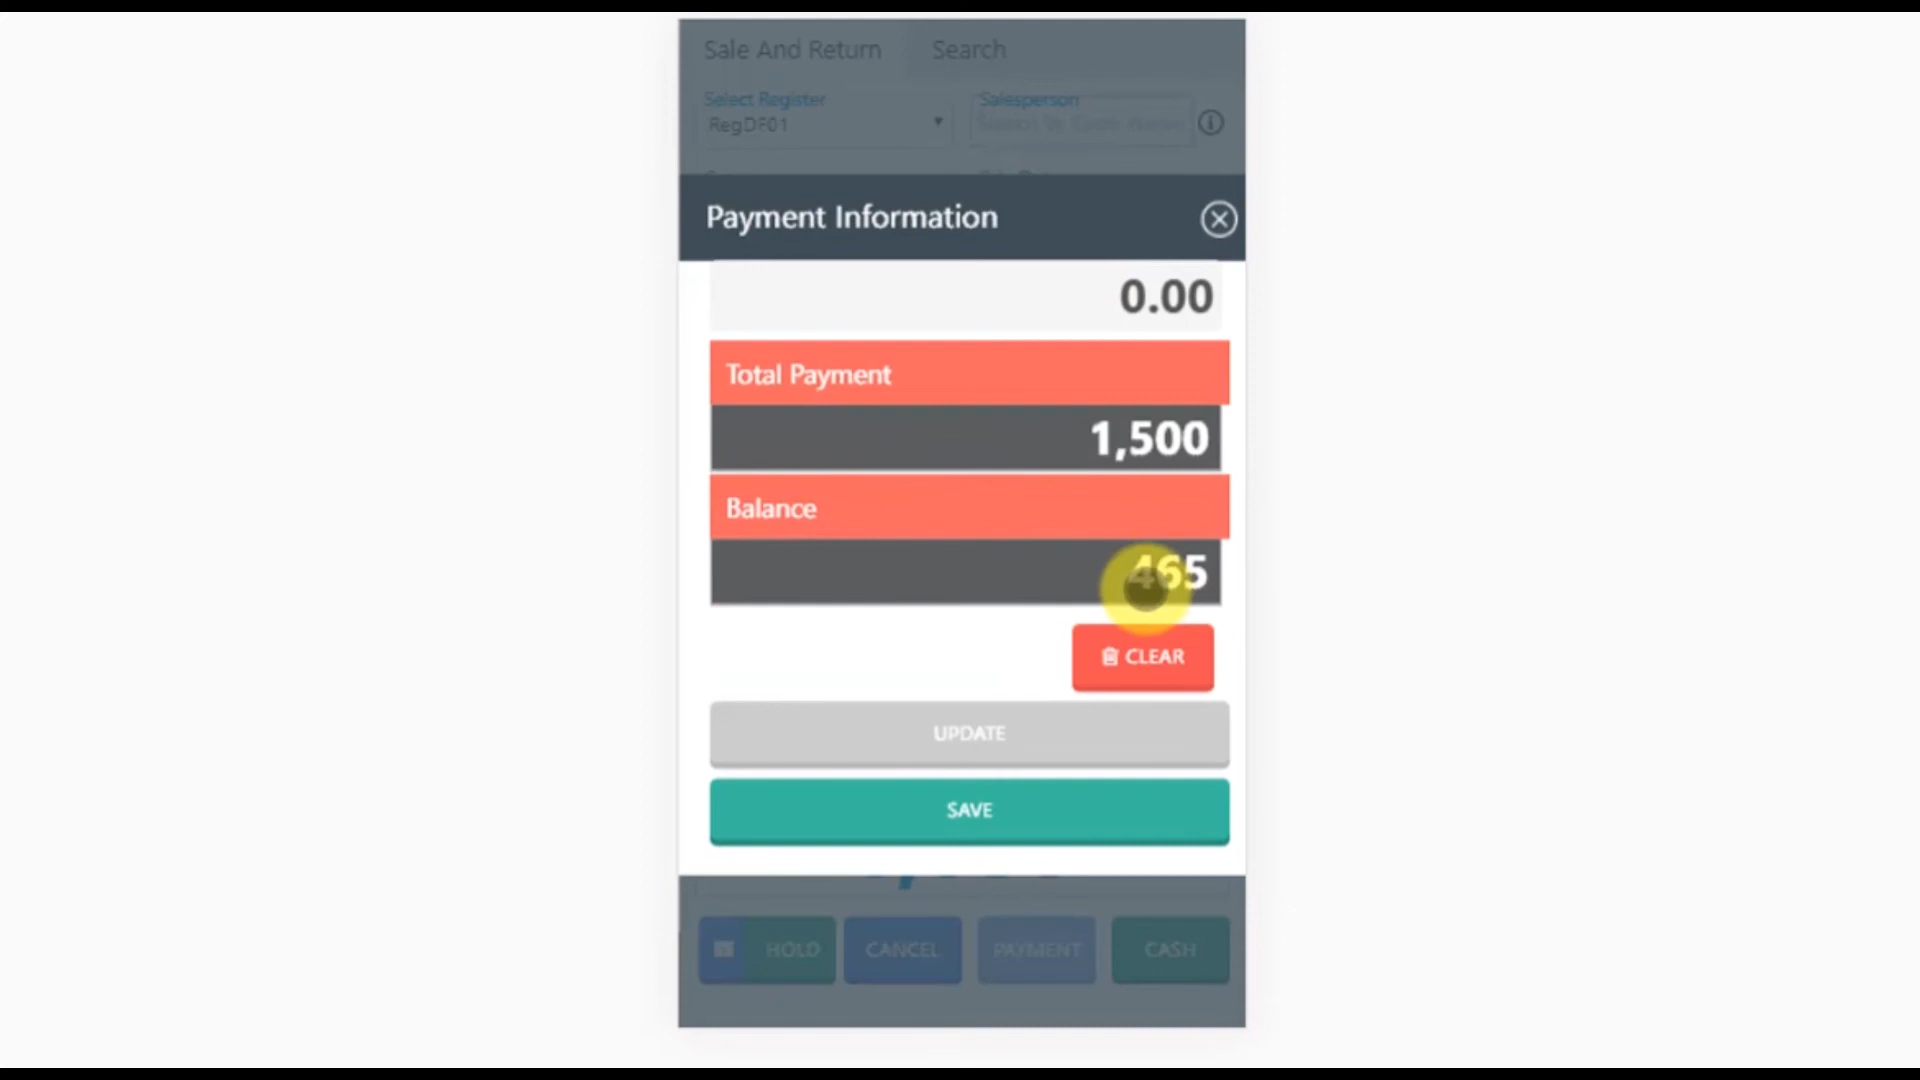 Sale And Return Search
Select Register Salesperson
RegDF01
Payment Information
0.00
Total Payment
1,500
Balance
465
CLEAR
UPDATE
SAVE
HOLD CANCEL PAYMENT CASH